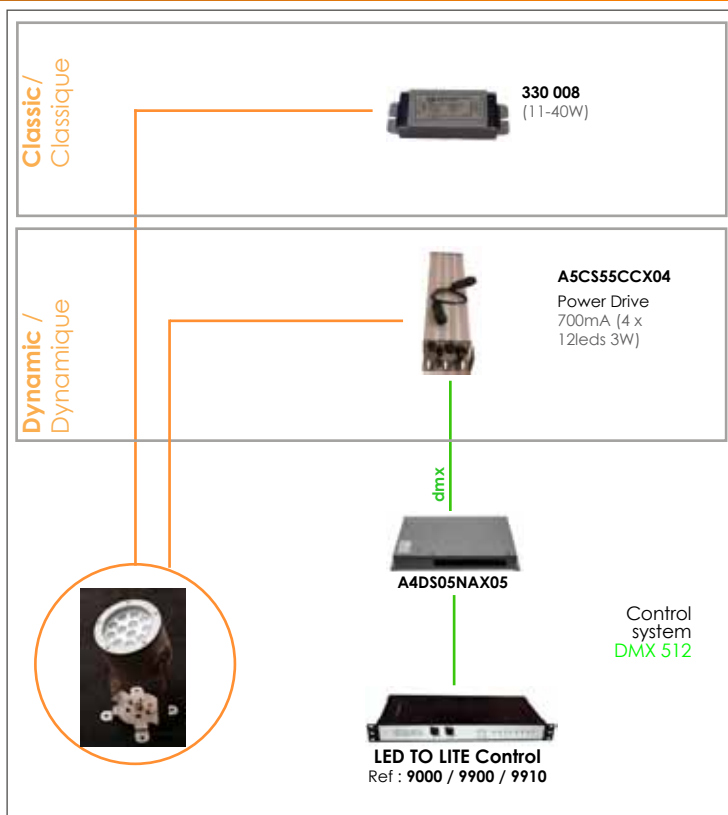 Classic /
Classique
330 008
(11-40W)
Dynamic /
Dynamique
A5CS55CCX04
Power Drive
700mA (4 x
12leds 3W)
dmx
A4DS05NAX05
Control
system
DMX 512
LED TO LITE Control
Ref : 9000 / 9900 / 9910